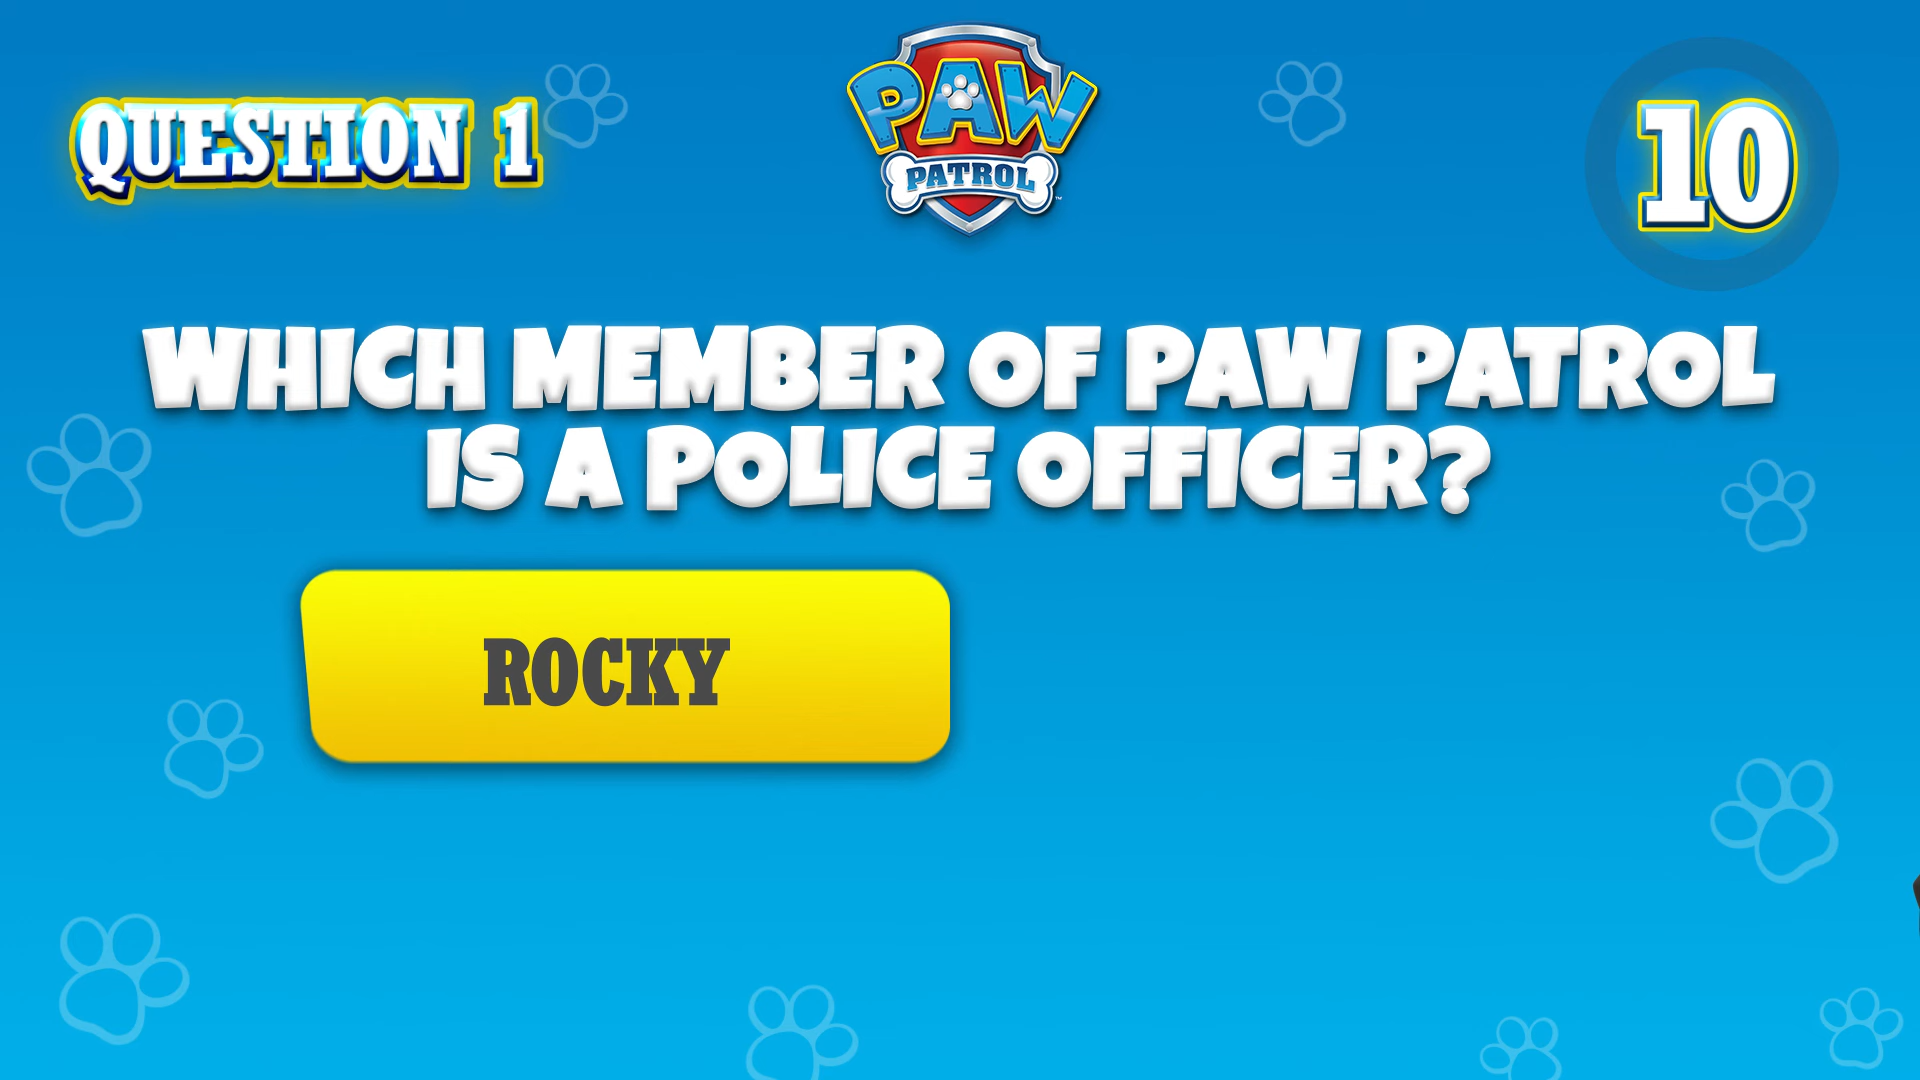 QUESTION 1
PAW
PATROL
10
WHICH MEMBER OF PAW PATROL
IS A POLICE OFFICER?
ROCKY